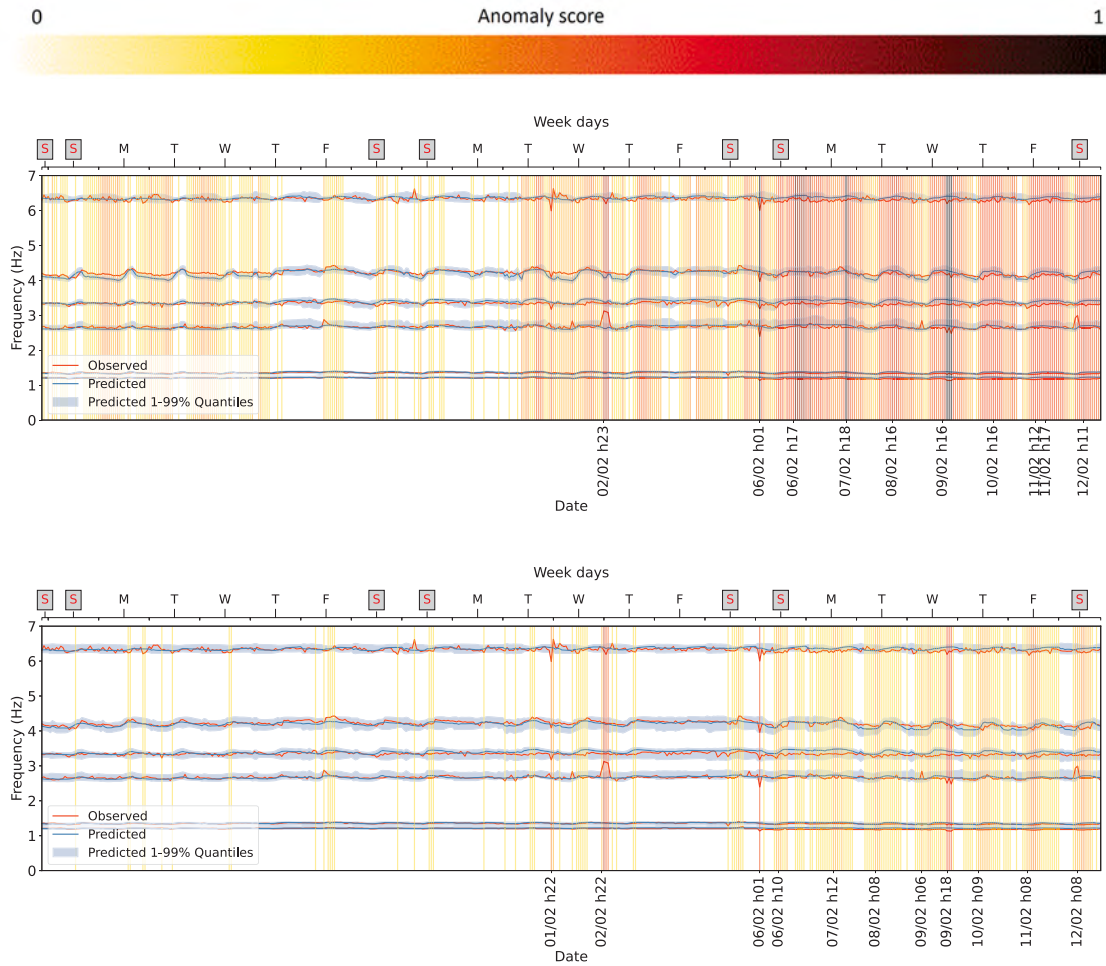 0 Anomaly score 1
Week days
S S M T W T F S S M T W T F S S M T W T F S
7
6
5
4
3
2
1
0
Frequency (Hz)
Observed
Predicted
Predicted 1-99% Quantiles
02/02 h23
06/02 h01
06/02 h17
07/02 h18
08/02 h16
09/02 h16
10/02 h16
11/02 h12
11/02 h17
12/02 h11
Date
Week days
S S M T W T F S S M T W T F S S M T W T F S
7
6
5
4
3
2
1
0
Frequency (Hz)
Observed
Predicted
Predicted 1-99% Quantiles
01/02 h22
02/02 h22
06/02 h01
06/02 h10
07/02 h12
08/02 h08
09/02 h06
09/02 h18
10/02 h09
11/02 h08
12/02 h08
Date